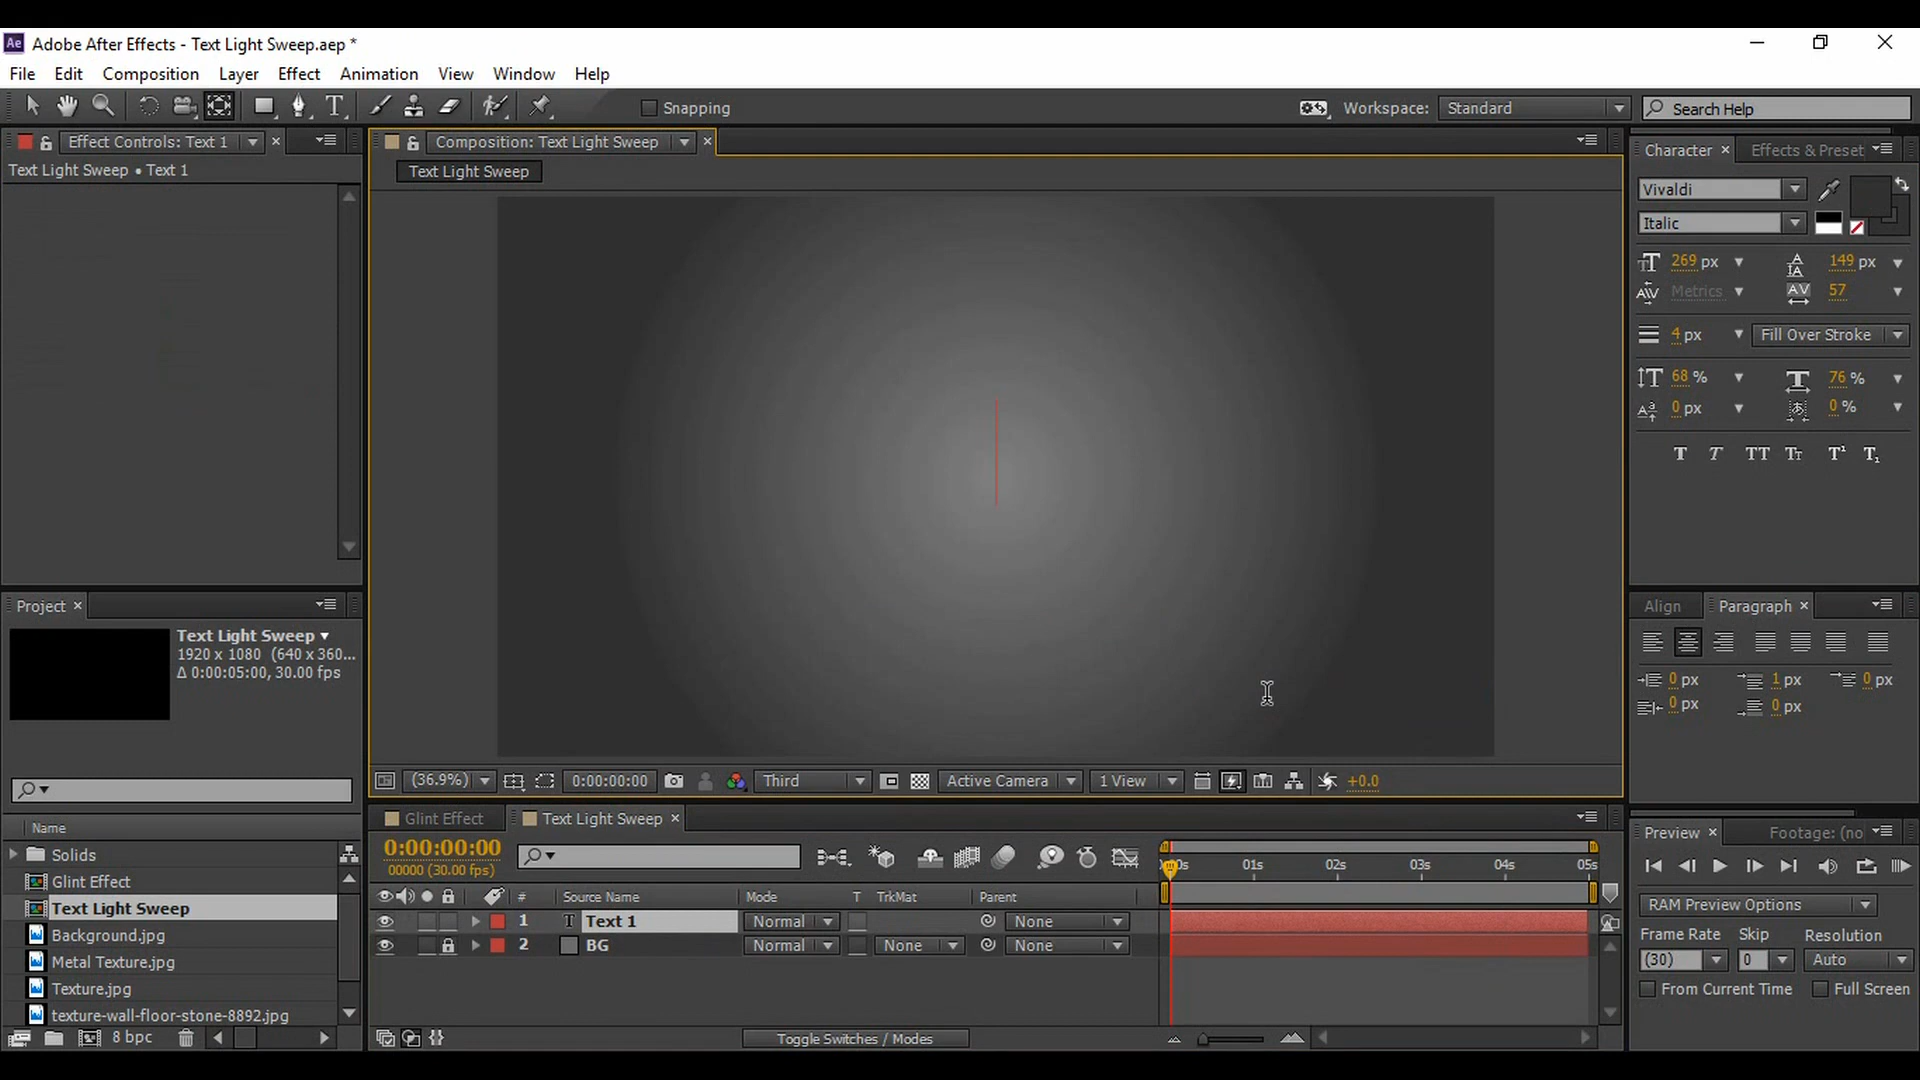 Ae Adobe After Effects - Text Light Sweep.aep *
File Edit Composition Layer Effect Animation View Window Help
Snapping
Workspace: Standard
Search Help
Effect Controls: Text 1
Text Light Sweep • Text 1
Composition: Text Light Sweep
Text Light Sweep
Character
Effects & Preset
Vivaldi
Italic
269 px
149 px
Metrics
57
4 px
Fill Over Stroke
68 %
76 %
0 px
0 %
T T TT Tt T¹ T₁
Align
Paragraph
0 px
1 px
0 px
0 px
0 px
Project
Text Light Sweep
1920 x 1080 (640 x 360...
Δ 0:00:05:00, 30.00 fps
Name
Solids
Glint Effect
Text Light Sweep
Background.jpg
Metal Texture.jpg
Texture.jpg
texture-wall-floor-stone-8892.jpg
8 bpc
(36.9%)
0:00:00:00
Third
Active Camera
1 View
+0.0
Glint Effect
Text Light Sweep
0:00:00:00
00000 (30.00 fps)
01s 02s 03s 04s 05s
# Source Name Mode T TrkMat Parent
1 T Text 1 Normal None
2 BG Normal None None
Toggle Switches / Modes
Preview
Footage: (no
RAM Preview Options
Frame Rate Skip Resolution
(30) 0 Auto
From Current Time
Full Screen